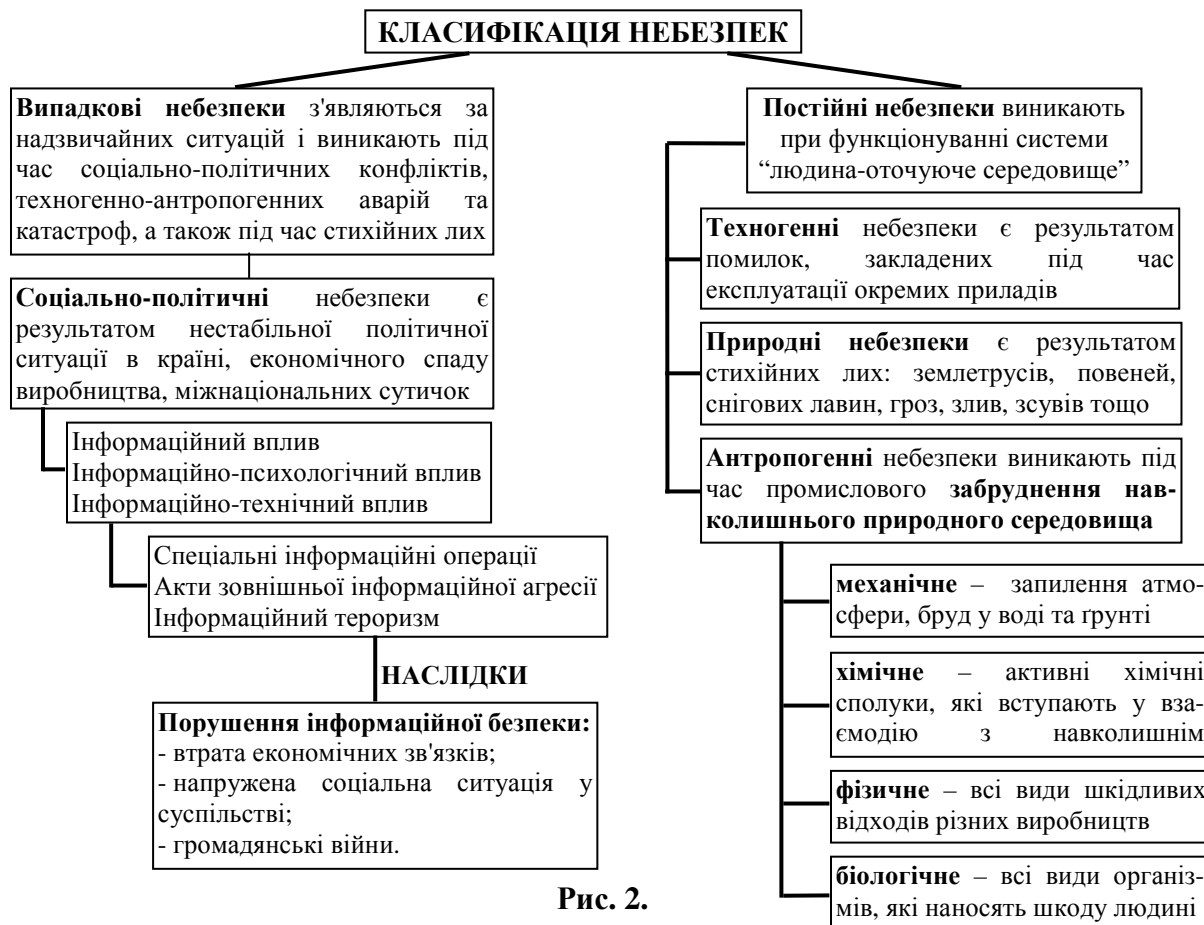 КЛАСИФІКАЦІЯ НЕБЕЗПЕК
Випадкові небезпеки з'являються за
надзвичайних ситуацій і виникають під
час соціально-політичних конфліктів,
техногенно-антропогенних аварій та
катастроф, а також під час стихійних лих
Соціально-політичні небезпеки є
результатом нестабільної політичної
ситуації в країні, економічного спаду
виробництва, міжнаціональних сутичок
Інформаційний вплив
Інформаційно-психологічний вплив
Інформаційно-технічний вплив
Спеціальні інформаційні операції
Акти зовнішньої інформаційної агресії
Інформаційний тероризм
НАСЛІДКИ
Порушення інформаційної безпеки:
- втрата економічних зв'язків;
- напружена соціальна ситуація у
суспільстві;
- громадянські війни.
Постійні небезпеки виникають
при функціонуванні системи
“людина-оточуюче середовище”
Техногенні небезпеки є результатом
помилок, закладених під час
експлуатації окремих приладів
Природні небезпеки є результатом
стихійних лих: землетрусів, повеней,
снігових лавин, гроз, злив, зсувів тощо
Антропогенні небезпеки виникають під
час промислового забруднення нав-
колишнього природного середовища
механічне – запилення атмо-
сфери, бруд у воді та ґрунті
хімічне – активні хімічні
сполуки, які вступають у вза-
ємодію з навколишнім
фізичне – всі види шкідливих
відходів різних виробництв
біологічне – всі види організ-
мів, які наносять шкоду людині
Рис. 2.